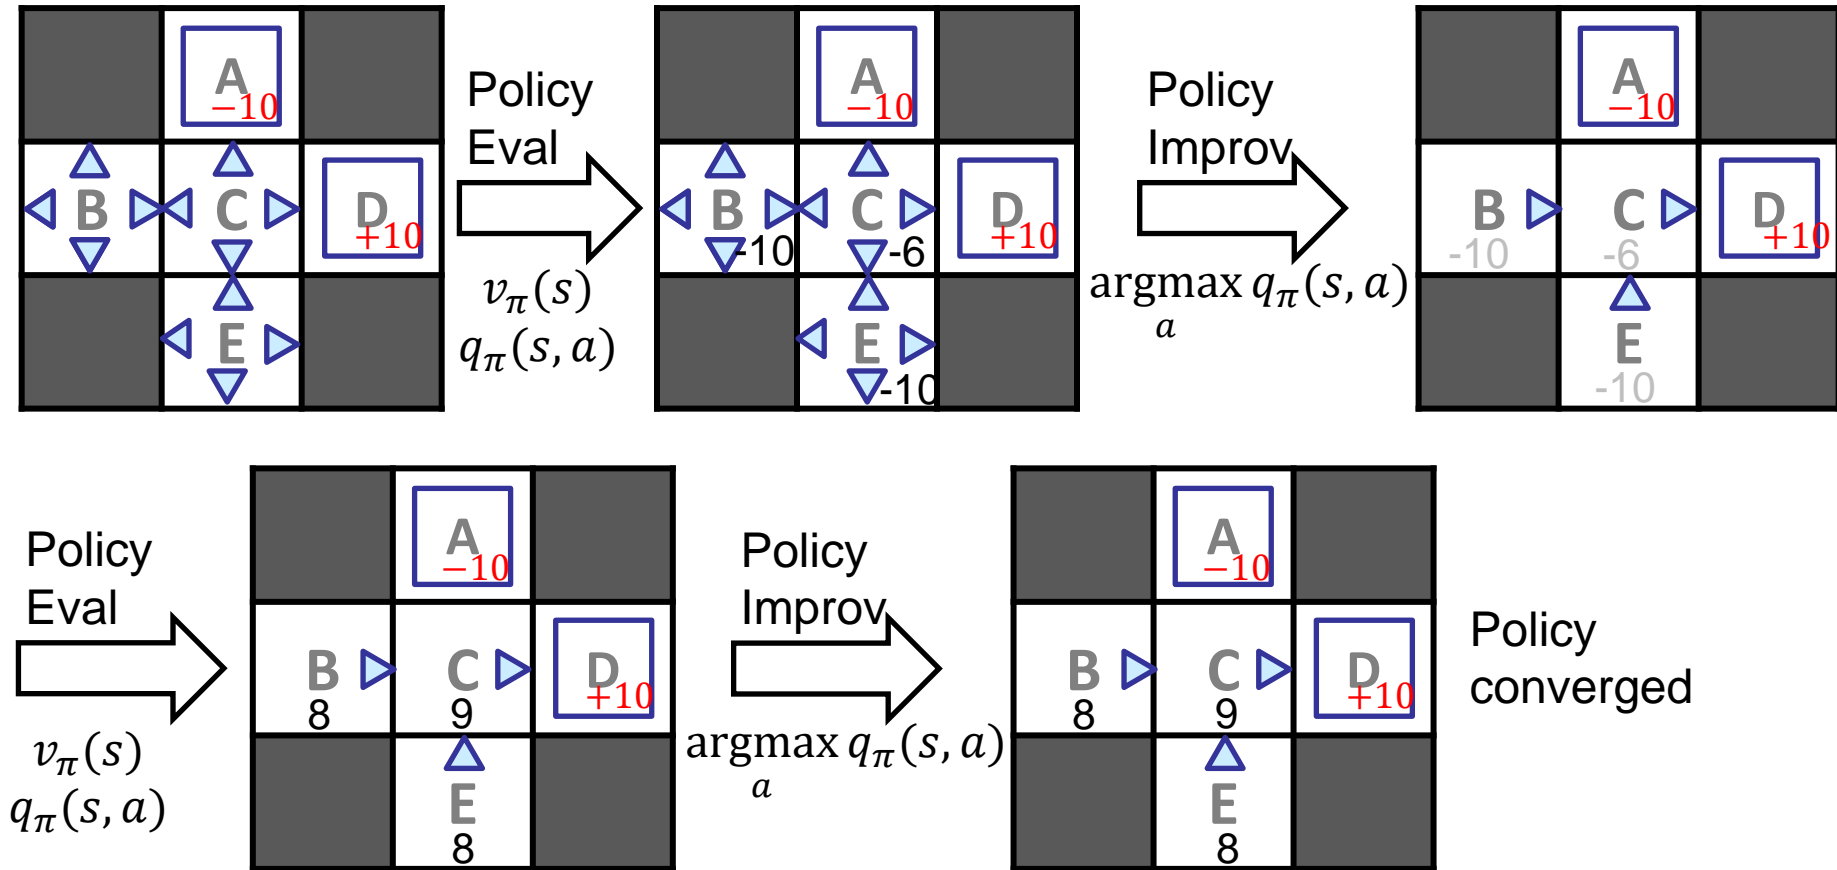 A
−10
B
C
D
+10
E
Policy
Eval
vπ(s)
qπ(s, a)
A
−10
B
-10
C
-6
D
+10
E
-10
Policy
Improv
argmax qπ(s, a)
a
A
−10
B
-10
C
-6
D
+10
E
-10
Policy
Eval
vπ(s)
qπ(s, a)
A
−10
B
8
C
9
D
+10
E
8
Policy
Improv
argmax qπ(s, a)
a
A
−10
B
8
C
9
D
+10
E
8
Policy
converged